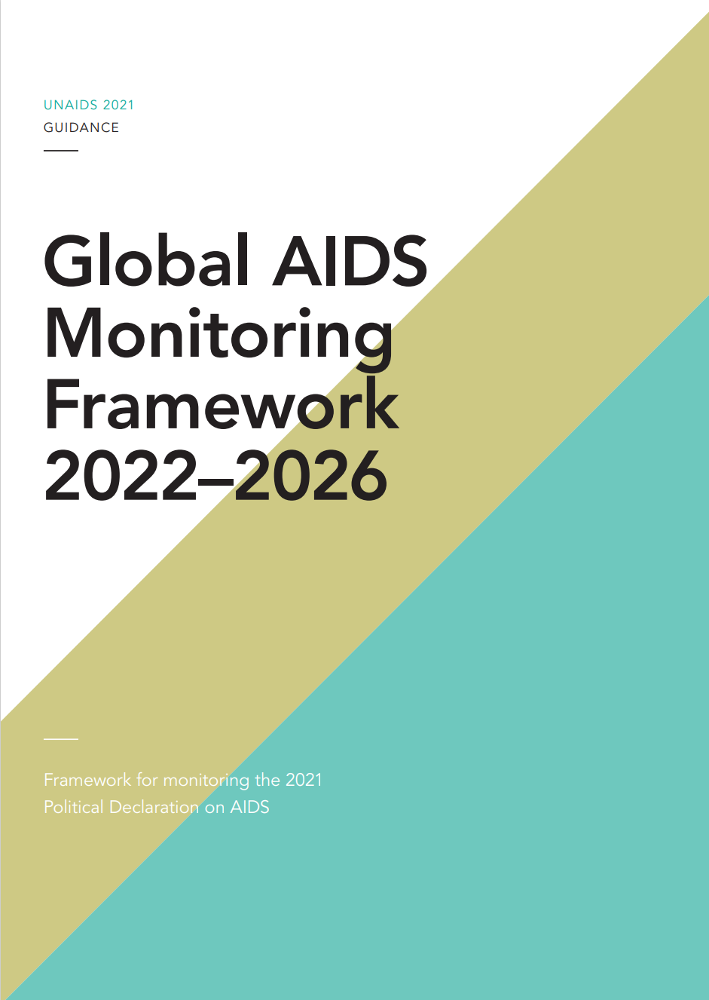 UNAIDS 2021
GUIDANCE
Global AIDS
Monitoring
Framework
2022–2026
Framework for monitoring the 2021
Political Declaration on AIDS